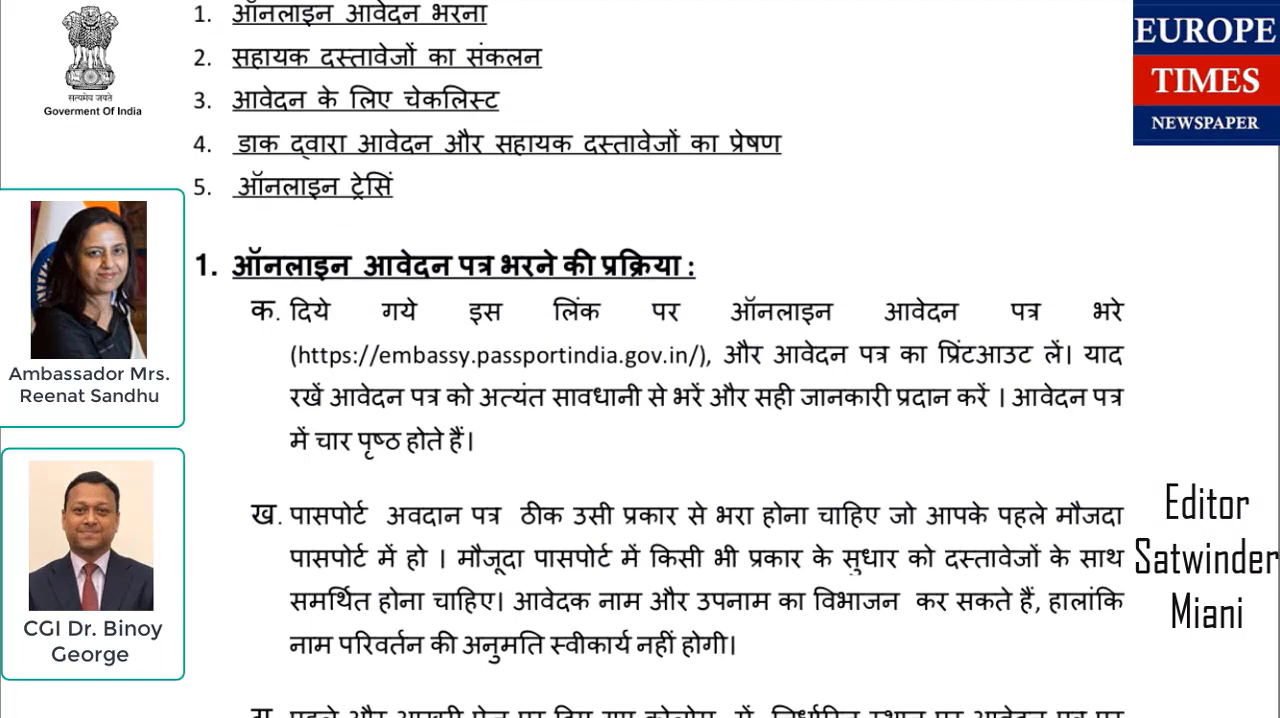 1. ऑनलाइन आवेदन भरना
2. सहायक दस्तावेजों का संकलन
3. आवेदन के लिए चेकलिस्ट
4. डाक द्वारा आवेदन और सहायक दस्तावेजों का प्रेषण
5. ऑनलाइन ट्रेसिं
1. ऑनलाइन आवेदन पत्र भरने की प्रक्रिया :
क. दिये गये इस लिंक पर ऑनलाइन आवेदन पत्र भरे
(https://embassy.passportindia.gov.in/), और आवेदन पत्र का प्रिंटआउट लें। याद
रखें आवेदन पत्र को अत्यंत सावधानी से भरें और सही जानकारी प्रदान करें । आवेदन पत्र
में चार पृष्ठ होते हैं।
ख. पासपोर्ट अवदान पत्र ठीक उसी प्रकार से भरा होना चाहिए जो आपके पहले मौजदा
पासपोर्ट में हो । मौजूदा पासपोर्ट में किसी भी प्रकार के सुधार को दस्तावेजों के साथ
समर्थित होना चाहिए। आवेदक नाम और उपनाम का विभाजन कर सकते हैं, हालांकि
नाम परिवर्तन की अनुमति स्वीकार्य नहीं होगी।
सत्यमेव जयते
Goverment Of India
Ambassador Mrs.
Reenat Sandhu
CGI Dr. Binoy
George
EUROPE
TIMES
NEWSPAPER
Editor
Satwinder
Miani